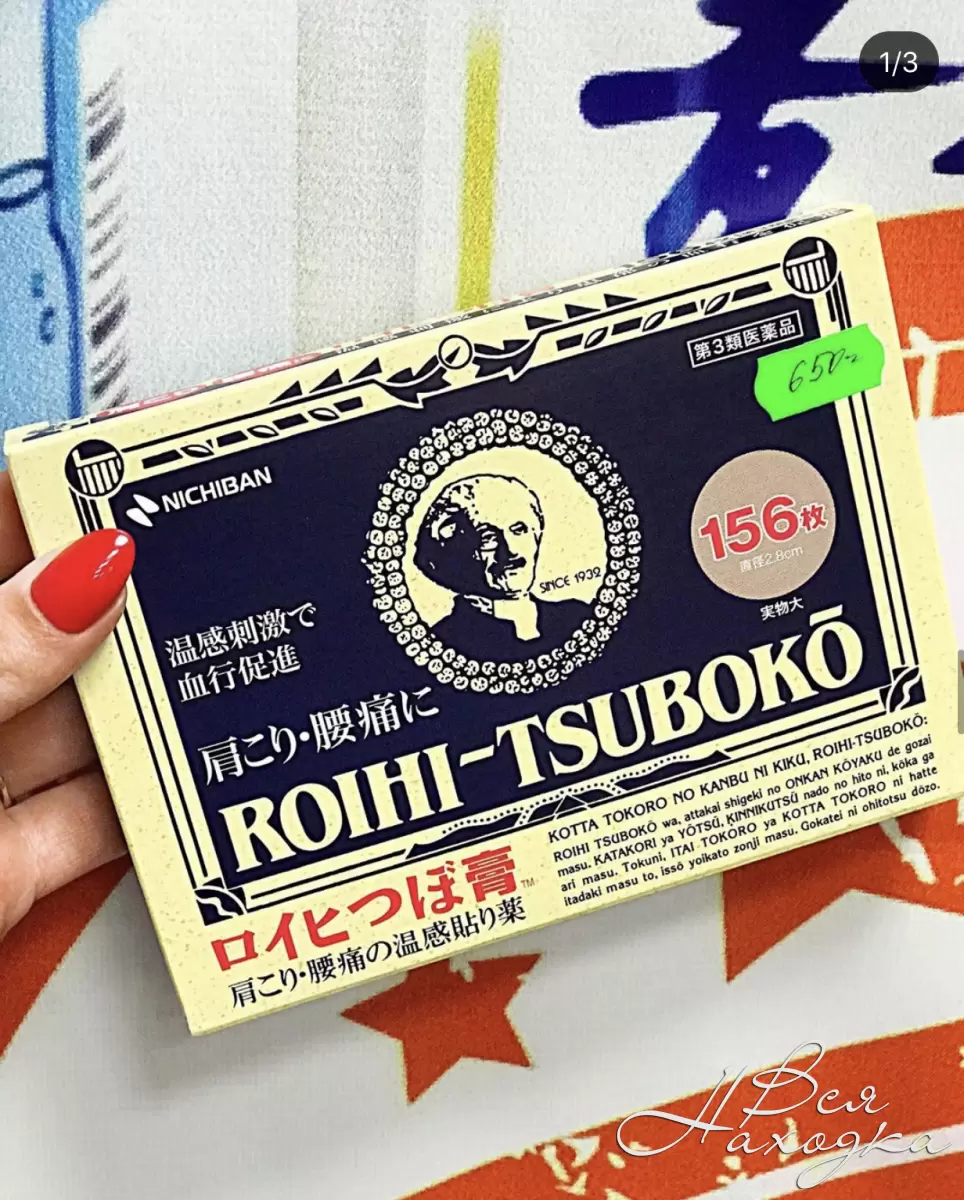 1/3
第3類医薬品
650-
NICHIBAN
SINCE 1932
156枚
直径2.8cm
実物大
温感刺激で
血行促進
肩こり・腰痛に
ROIHI-TSUBOKŌ
KOTTA TOKORO NO KANBU NI KIKU, ROIHI-TSUBOKŌ:
ROIHI TSUBOKŌ wa, attakai shigeki no ONKAN KŌYAKU de gozai
masu. KATAKORI ya YŌTSŪ, KINNIKUTSŪ nado no hito ni, kōka ga
ari masu. Tokuni, ITAI TOKORO ya KOTTA TOKORO ni hatte
itadaki masu to, issō yoikato zonji masu. Gokatei ni ohitotsu dōzo.
ロイヒつぼ膏™
肩こり・腰痛の温感貼り薬
Вся
Находка